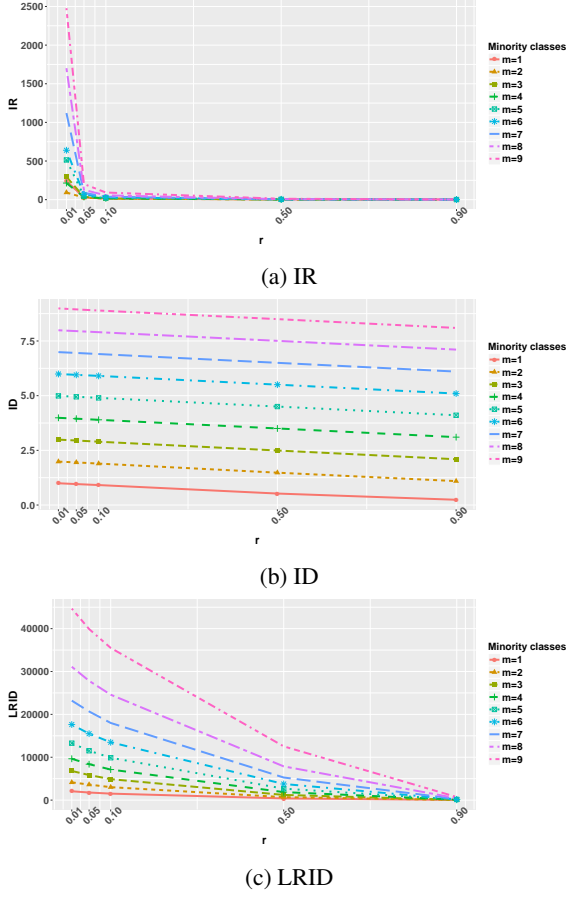 2500
2000
1500
1000
500
0
IR
0.01
0.05
0.10
0.50
0.90
r
Minority classes
m=1
m=2
m=3
m=4
m=5
m=6
m=7
m=8
m=9
(a) IR
7.5
5.0
2.5
0.0
ID
0.01
0.05
0.10
0.50
0.90
r
Minority classes
m=1
m=2
m=3
m=4
m=5
m=6
m=7
m=8
m=9
(b) ID
40000
30000
20000
10000
0
LRID
0.01
0.05
0.10
0.50
0.90
r
Minority classes
m=1
m=2
m=3
m=4
m=5
m=6
m=7
m=8
m=9
(c) LRID